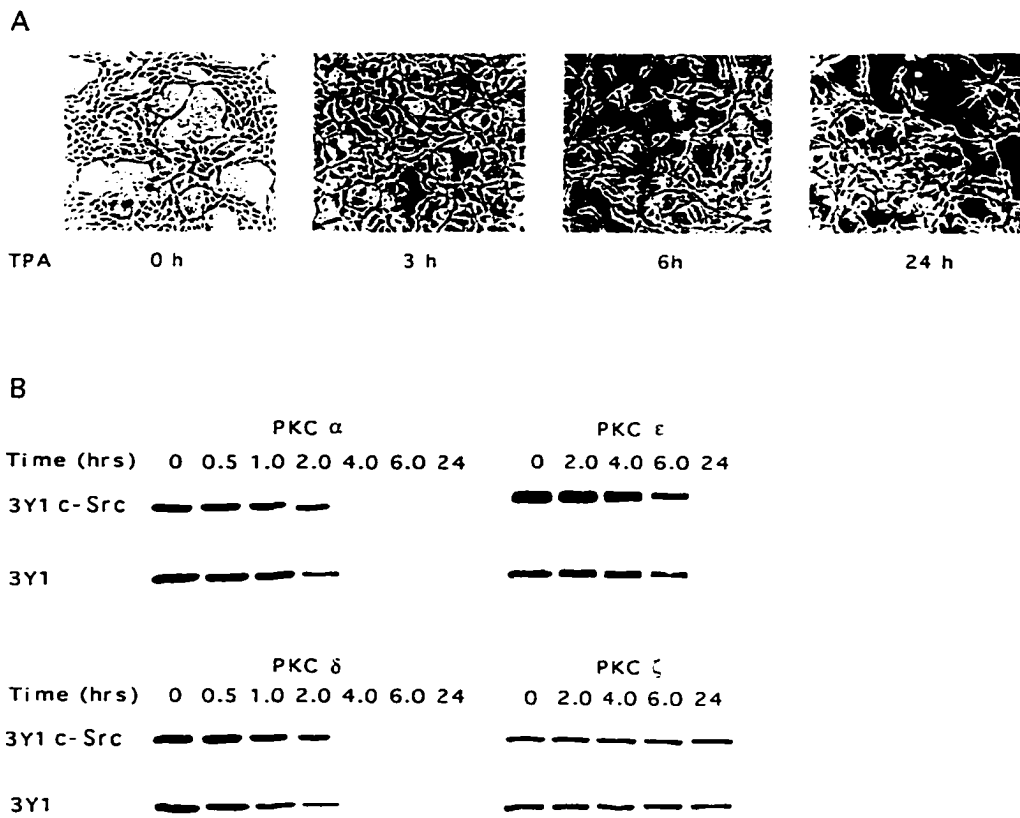 A
TPA 0 h 3 h 6h 24 h
B
PKC α
Time (hrs) 0 0.5 1.0 2.0 4.0 6.0 24
3Y1 c-Src
3Y1
PKC ε
0 2.0 4.0 6.0 24
PKC δ
Time (hrs) 0 0.5 1.0 2.0 4.0 6.0 24
3Y1 c-Src
3Y1
PKC ζ
0 2.0 4.0 6.0 24